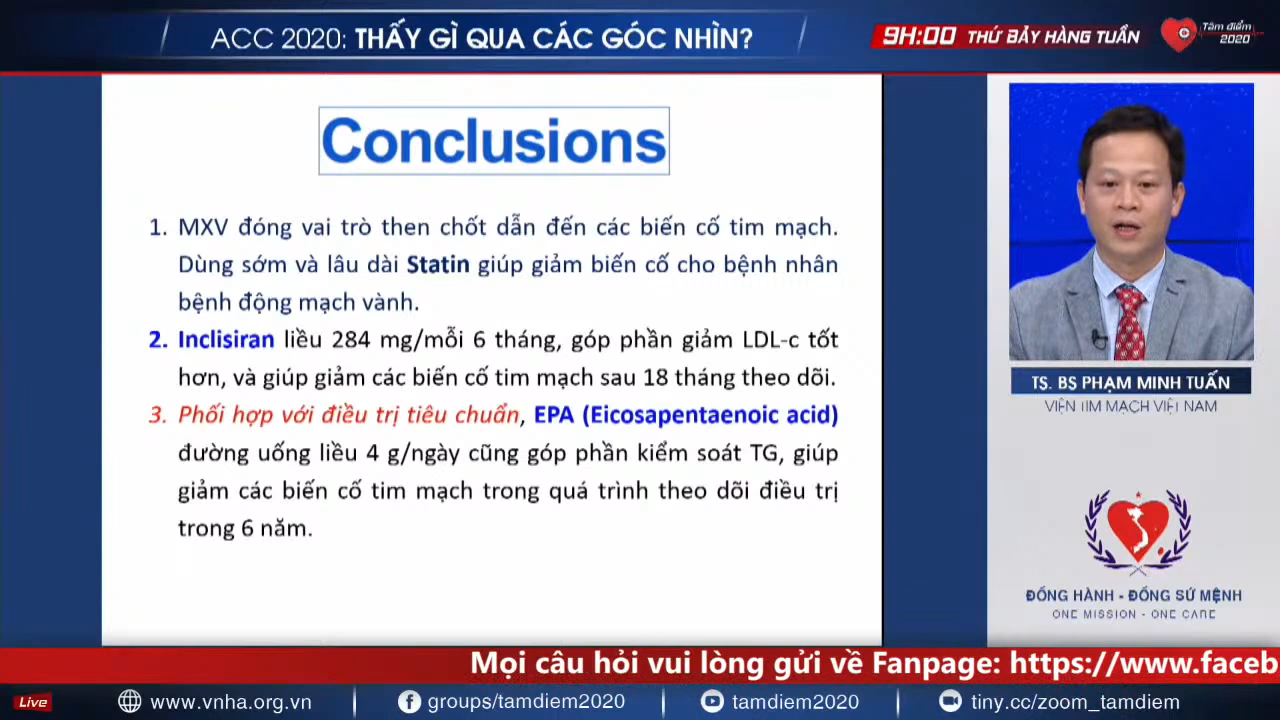 ACC 2020: THẤY GÌ QUA CÁC GÓC NHÌN?
9H:00 THỨ BẢY HÀNG TUẦN
Tâm điểm
2020
Conclusions
1. MXV đóng vai trò then chốt dẫn đến các biến cố tim mạch.
Dùng sớm và lâu dài Statin giúp giảm biến cố cho bệnh nhân
bệnh động mạch vành.
2. Inclisiran liều 284 mg/mỗi 6 tháng, góp phần giảm LDL-c tốt
hơn, và giúp giảm các biến cố tim mạch sau 18 tháng theo dõi.
3. Phối hợp với điều trị tiêu chuẩn, EPA (Eicosapentaenoic acid)
đường uống liều 4 g/ngày cũng góp phần kiểm soát TG, giúp
giảm các biến cố tim mạch trong quá trình theo dõi điều trị
trong 6 năm.
TS. BS PHẠM MINH TUẤN
VIỆN TIM MẠCH VIỆT NAM
ĐỒNG HÀNH - ĐỒNG SỨ MỆNH
ONE MISSION - ONE CARE
Mọi câu hỏi vui lòng gửi về Fanpage: https://www.faceb
Live
www.vnha.org.vn
groups/tamdiem2020
tamdiem2020
tiny.cc/zoom_tamdiem